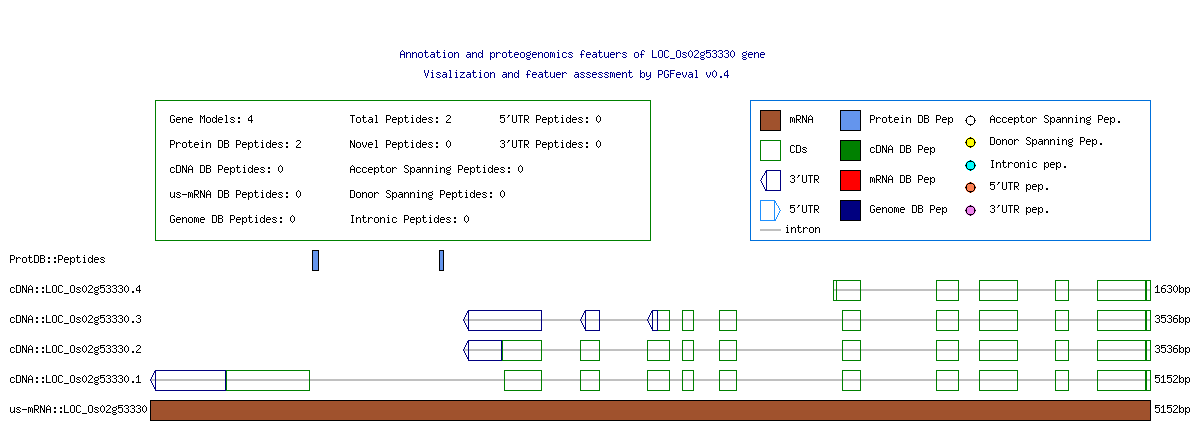 Annotation and proteogenomics featuers of LOC_Os02g53330 gene
Visalization and featuer assessment by PGFeval v0.4
Gene Models: 4
Total Peptides: 2
5'UTR Peptides: 0
Protein DB Peptides: 2
Novel Peptides: 0
3'UTR Peptides: 0
cDNA DB Peptides: 0
Acceptor Spanning Peptides: 0
us-mRNA DB Peptides: 0
Donor Spanning Peptides: 0
Genome DB Peptides: 0
Intronic Peptides: 0
mRNA
Protein DB Pep
Acceptor Spanning Pep.
CDs
cDNA DB Pep
Donor Spanning Pep.
3'UTR
mRNA DB Pep
Intronic pep.
5'UTR
Genome DB Pep
5'UTR pep.
3'UTR pep.
intron
ProtDB::Peptides
cDNA::LOC_Os02g53330.4
1630bp
cDNA::LOC_Os02g53330.3
3536bp
cDNA::LOC_Os02g53330.2
3536bp
cDNA::LOC_Os02g53330.1
5152bp
us-mRNA::LOC_Os02g53330
5152bp